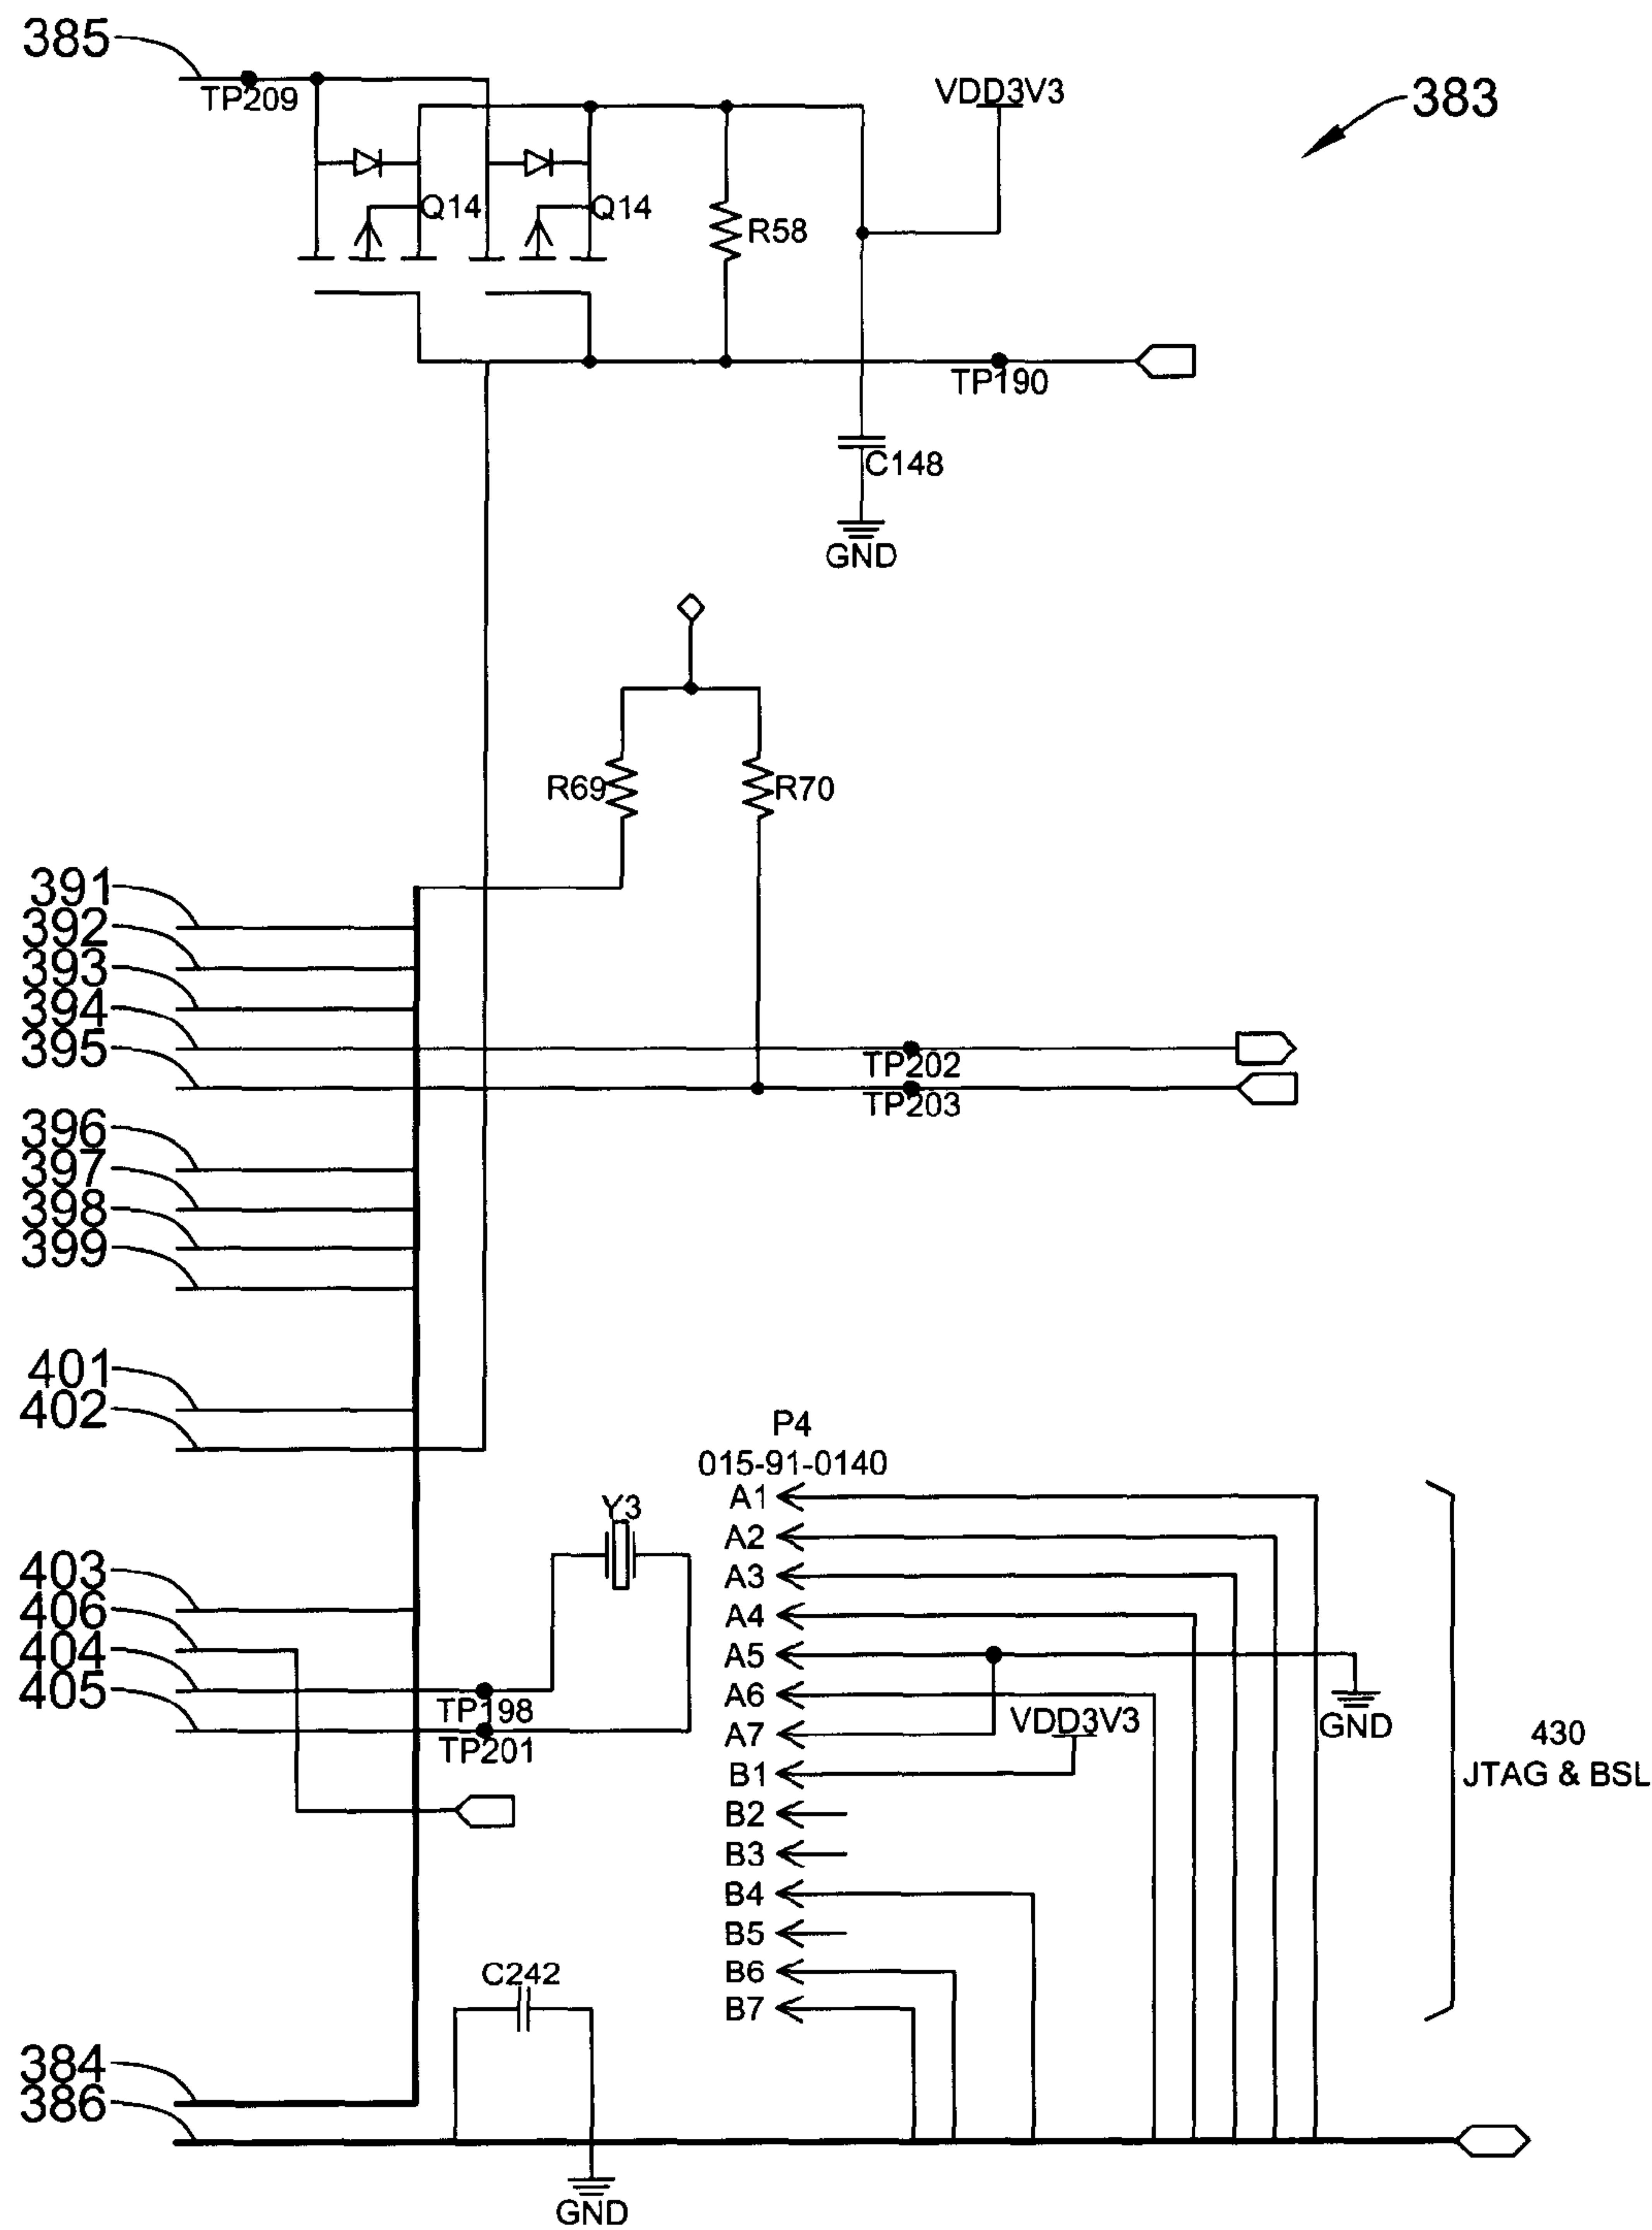 385
TP209
VDD3V3
383
Q14
Q14
R58
TP190
C148
GND
R69
R70
391
392
393
394
395
TP202
TP203
396
397
398
399
401
402
P4
015-91-0140
A1
Y3
A2
403
A3
406
A4
404
A5
405
A6
TP198
VDD3V3
GND
A7
430
TP201
B1
JTAG & BSL
B2
B3
B4
B5
B6
C242
B7
384
386
GND